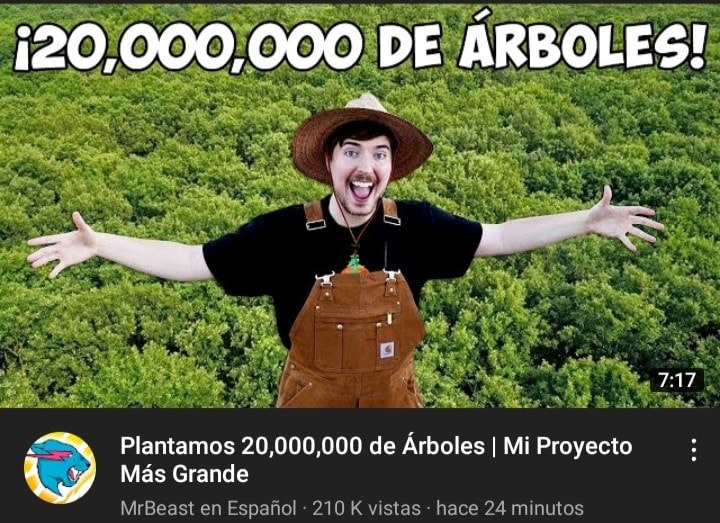 ¡20,000,000 DE ÁRBOLES!
7:17
Plantamos 20,000,000 de Árboles | Mi Proyecto
Más Grande
MrBeast en Español · 210 K vistas · hace 24 minutos